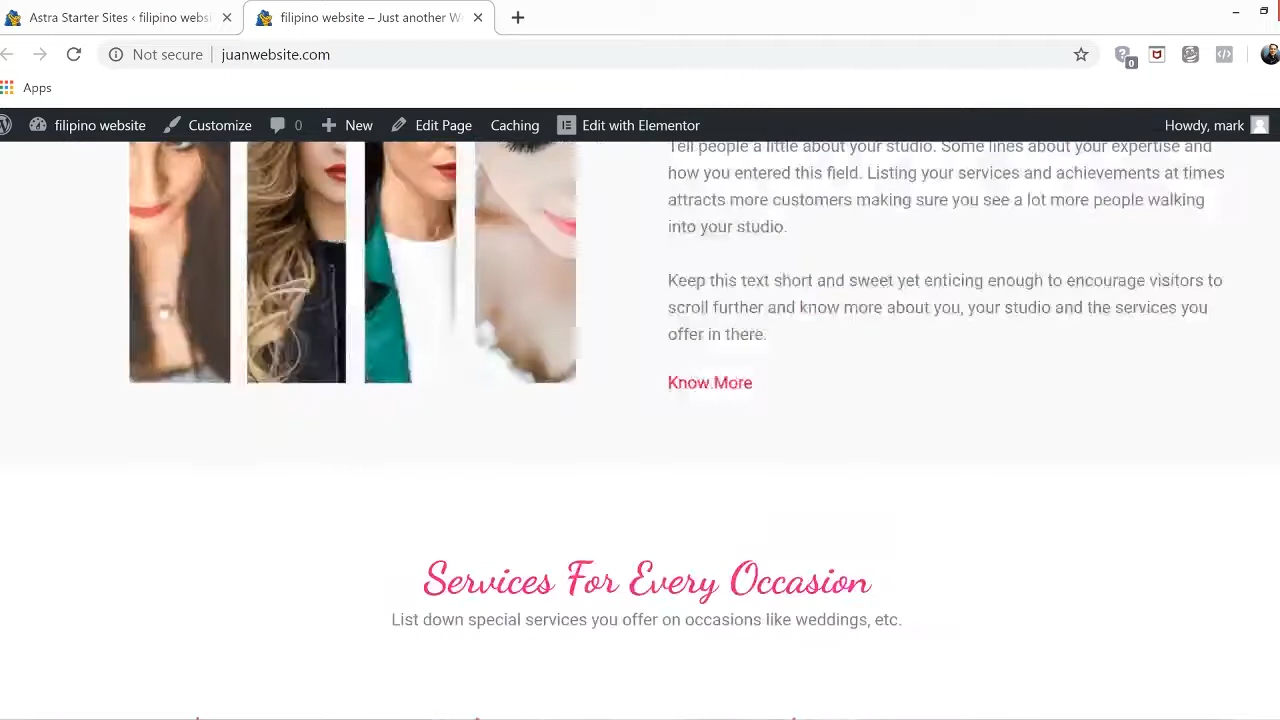 Astra Starter Sites ‹ filipino websi
filipino website – Just another W
Not secure
juanwebsite.com
0
Apps
filipino website
Customize
0
New
Edit Page
Caching
Edit with Elementor
Howdy, mark
Tell people a little about your studio. Some lines about your expertise and
how you entered this field. Listing your services and achievements at times
attracts more customers making sure you see a lot more people walking
into your studio.
Keep this text short and sweet yet enticing enough to encourage visitors to
scroll further and know more about you, your studio and the services you
offer in there.
Know More
Services For Every Occasion
List down special services you offer on occasions like weddings, etc.